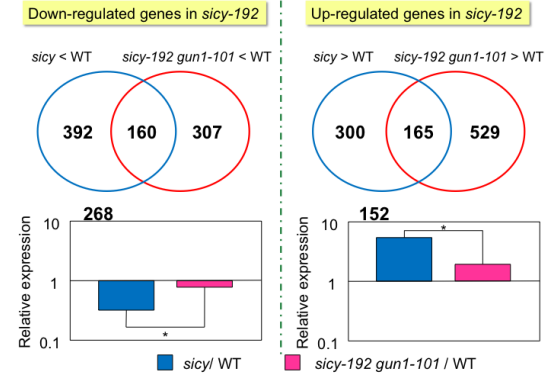 Down-regulated genes in sicy-192
Up-regulated genes in sicy-192
sicy < WT
sicy-192 gun1-101 < WT
sicy > WT
sicy-192 gun1-101 > WT
392
160
307
300
165
529
268
152
Relative expression
10
1
0.1
*
Relative expression
10
1
0.1
*
sicy/ WT
sicy-192 gun1-101 / WT